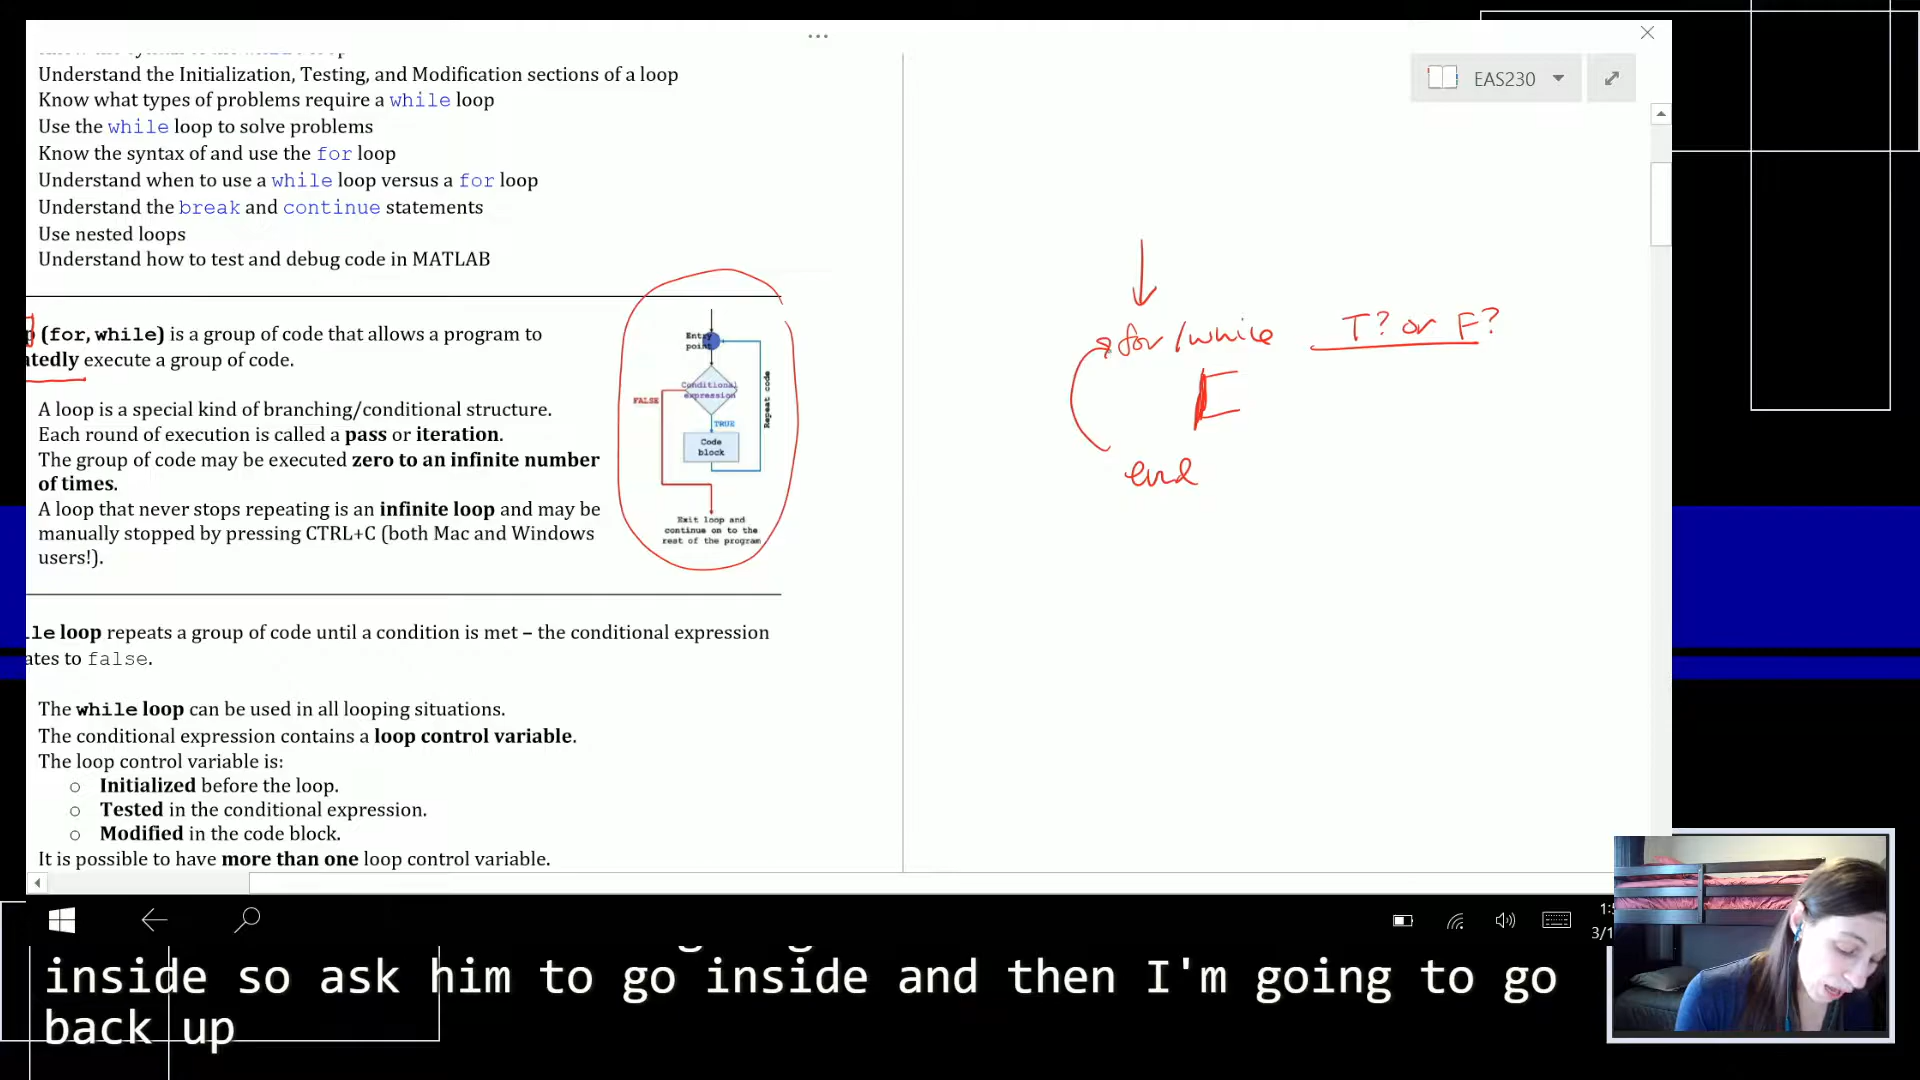 Understand the Initialization, Testing, and Modification sections of a loop
Know what types of problems require a while loop
Use the while loop to solve problems
Know the syntax of and use the for loop
Understand when to use a while loop versus a for loop
Understand the break and continue statements
Use nested loops
Understand how to test and debug code in MATLAB
p (for, while) is a group of code that allows a program to
atedly execute a group of code.
A loop is a special kind of branching/conditional structure.
Each round of execution is called a pass or iteration.
The group of code may be executed zero to an infinite number
of times.
A loop that never stops repeating is an infinite loop and may be
manually stopped by pressing CTRL+C (both Mac and Windows
users!).
Entry
point
Conditional
expression
FALSE
TRUE
Code
block
Repeat code
Exit loop and
continue on to the
rest of the program
le loop repeats a group of code until a condition is met – the conditional expression
ates to false.
The while loop can be used in all looping situations.
The conditional expression contains a loop control variable.
The loop control variable is:
o Initialized before the loop.
o Tested in the conditional expression.
o Modified in the code block.
It is possible to have more than one loop control variable.
EAS230
for/while T? or F?
end
1:
3/1
inside so ask him to go inside and then I'm going to go
back up